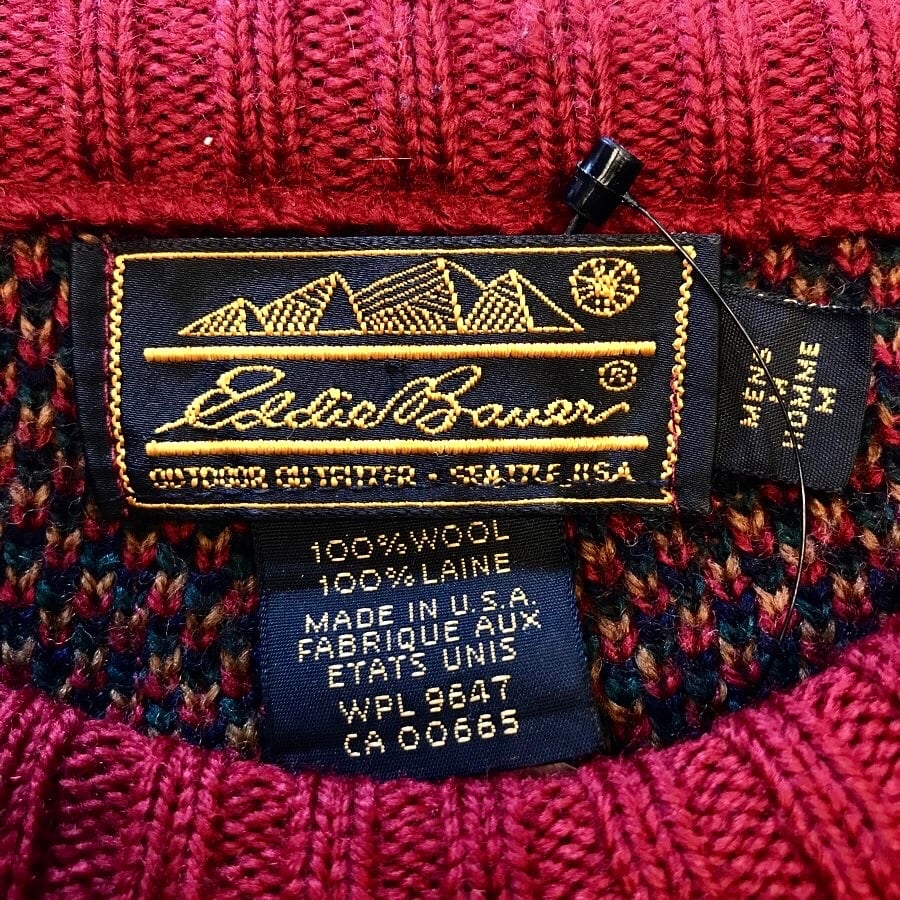 Eddie Bauer ®
OUTDOOR OUTFITTER • SEATTLE, USA
MENS
M
HOMME
M
100% WOOL
100% LAINE
MADE IN U.S.A.
FABRIQUE AUX
ETATS UNIS
WPL 9647
CA 00665